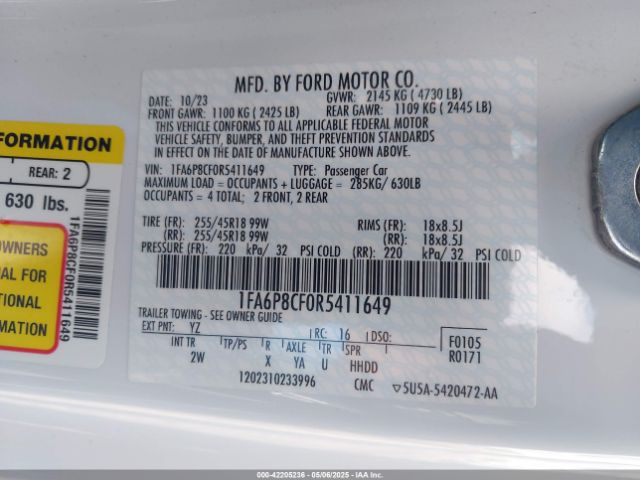 MFD. BY FORD MOTOR CO.
DATE: 10/23 GVWR: 2145 KG ( 4730 LB)
FRONT GAWR: 1100 KG ( 2425 LB) REAR GAWR: 1109 KG ( 2445 LB)
THIS VEHICLE CONFORMS TO ALL APPLICABLE FEDERAL MOTOR
VEHICLE SAFETY, BUMPER, AND THEFT PREVENTION STANDARDS
IN EFFECT ON THE DATE OF MANUFACTURE SHOWN ABOVE.
VIN: 1FA6P8CF0R5411649 TYPE: Passenger Car
MAXIMUM LOAD = OCCUPANTS + LUGGAGE = 285KG/ 630LB
OCCUPANTS = 4 TOTAL; 2 FRONT, 2 REAR
TIRE (FR): 255/45R18 99W RIMS (FR): 18x8.5J
(RR): 255/45R18 99W (RR): 18x8.5J
PRESSURE (FR): 220 kPa/ 32 PSI COLD (RR): 220 kPa/ 32 PSI COLD
1FA6P8CF0R5411649
TRAILER TOWING - SEE OWNER GUIDE
EXT PNT: YZ RC: 16 DSO: F0105
INT TR TP/PS R AXLE TR SPR R0171
2W X YA U HHDD
1202310233996 CMC ▽5U5A-5420472-AA
FORMATION
REAR: 2
630 lbs.
OWNERS
AL FOR
TIONAL
ATION
1FA6P8CF0R5411649
000-42205236 - 05/06/2025 - IAA Inc.